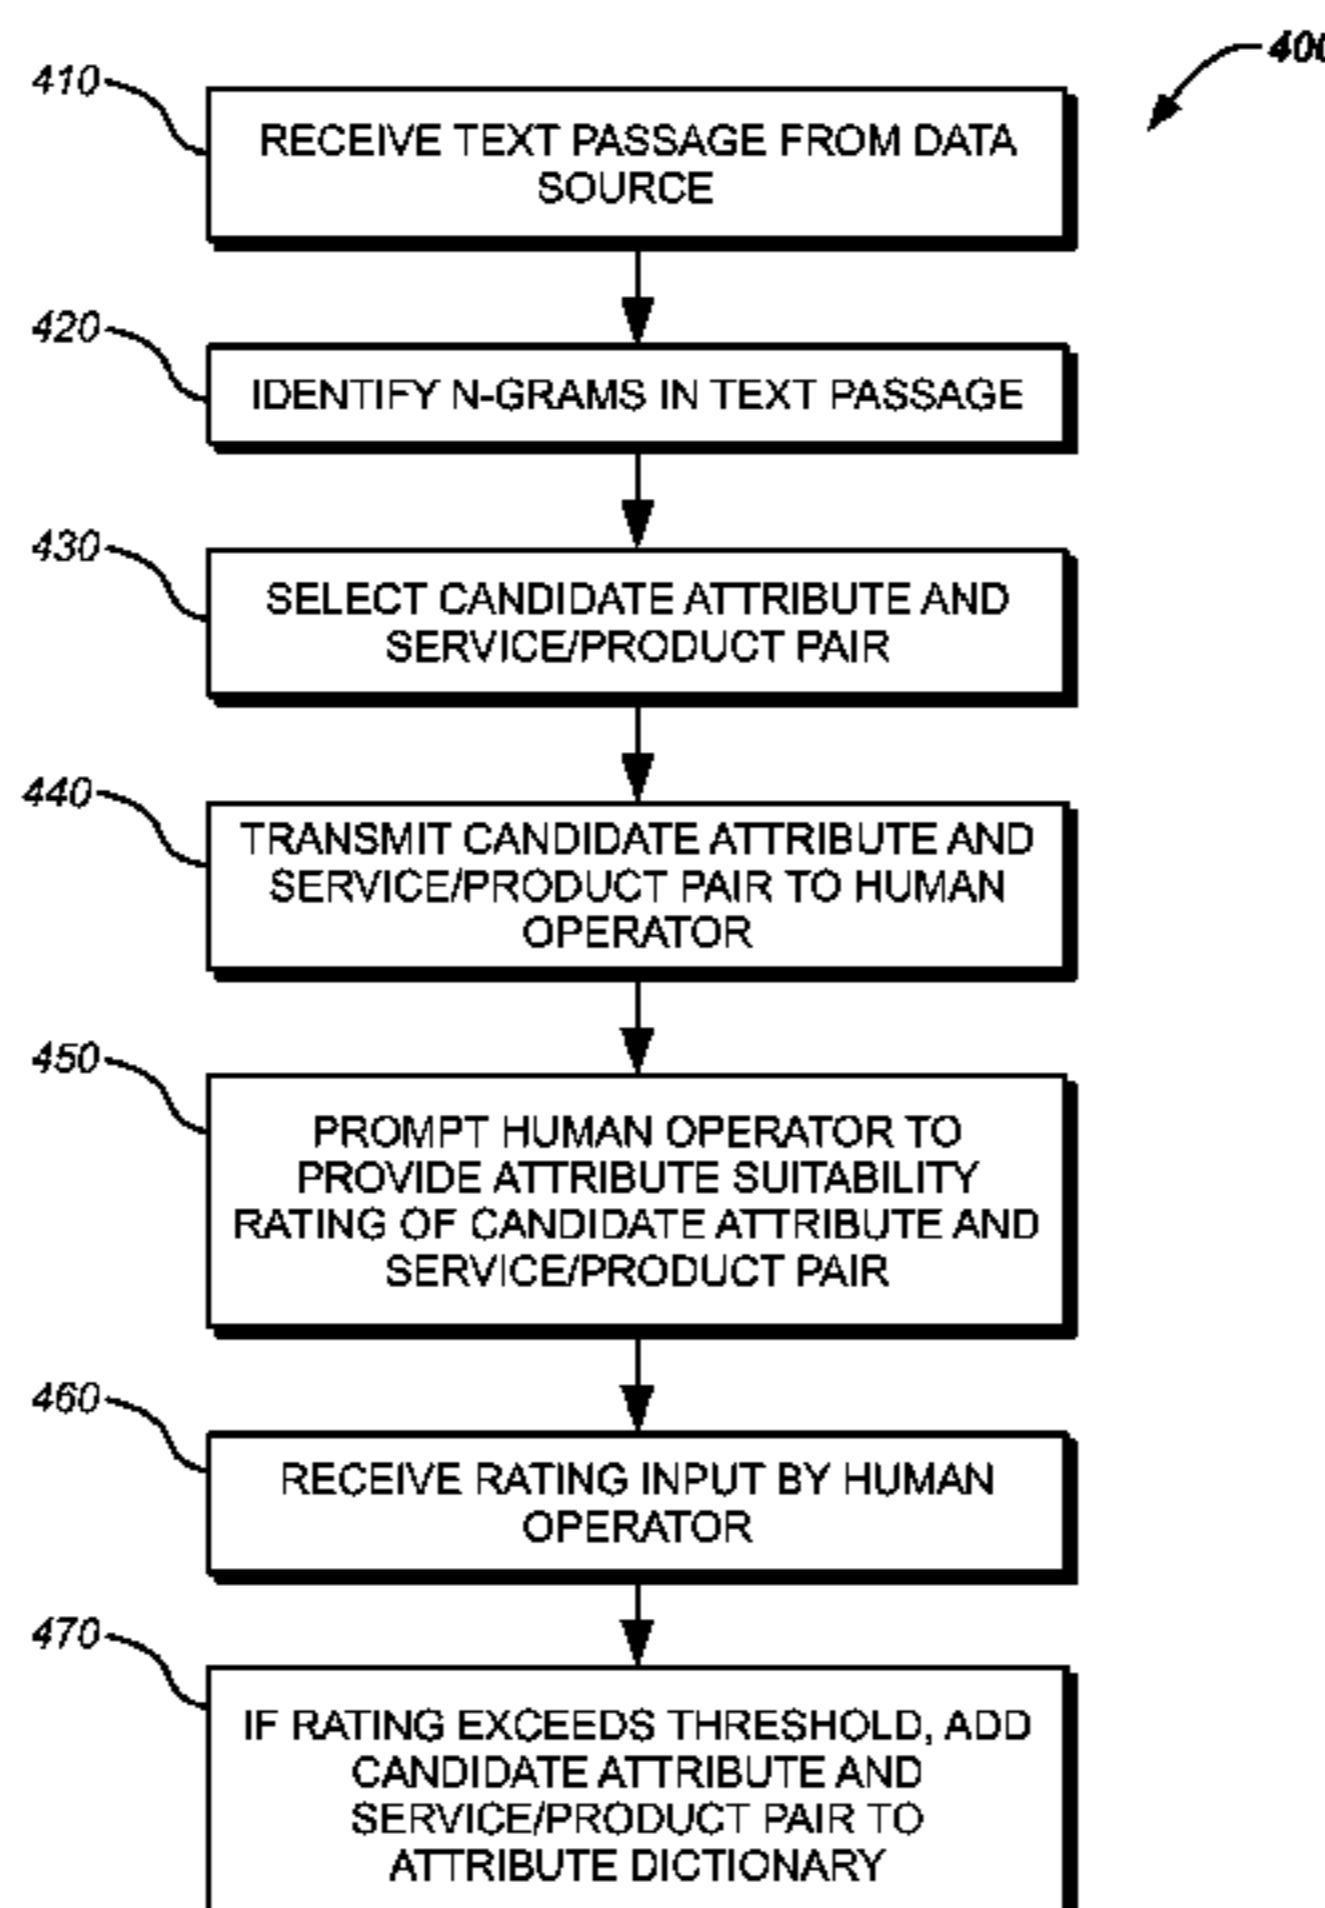 400
410
RECEIVE TEXT PASSAGE FROM DATA
SOURCE
420
IDENTIFY N-GRAMS IN TEXT PASSAGE
430
SELECT CANDIDATE ATTRIBUTE AND
SERVICE/PRODUCT PAIR
440
TRANSMIT CANDIDATE ATTRIBUTE AND
SERVICE/PRODUCT PAIR TO HUMAN
OPERATOR
450
PROMPT HUMAN OPERATOR TO
PROVIDE ATTRIBUTE SUITABILITY
RATING OF CANDIDATE ATTRIBUTE AND
SERVICE/PRODUCT PAIR
460
RECEIVE RATING INPUT BY HUMAN
OPERATOR
470
IF RATING EXCEEDS THRESHOLD, ADD
CANDIDATE ATTRIBUTE AND
SERVICE/PRODUCT PAIR TO
ATTRIBUTE DICTIONARY